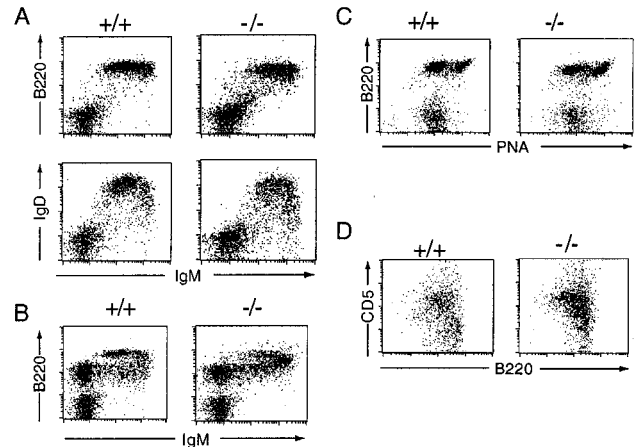 A
+/+ -/-
B220
IgD
IgM
B
+/+ -/-
B220
IgM
C
+/+ -/-
B220
PNA
D
+/+ -/-
CD5
B220